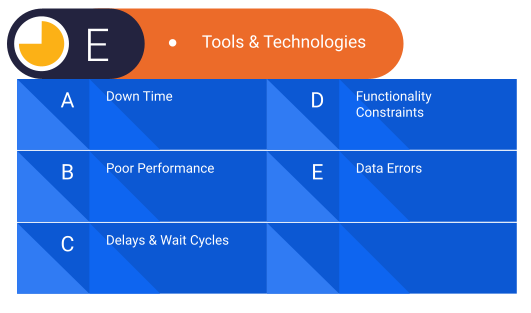 E
• Tools & Technologies
A Down Time
B Poor Performance
C Delays & Wait Cycles
D Functionality
Constraints
E Data Errors